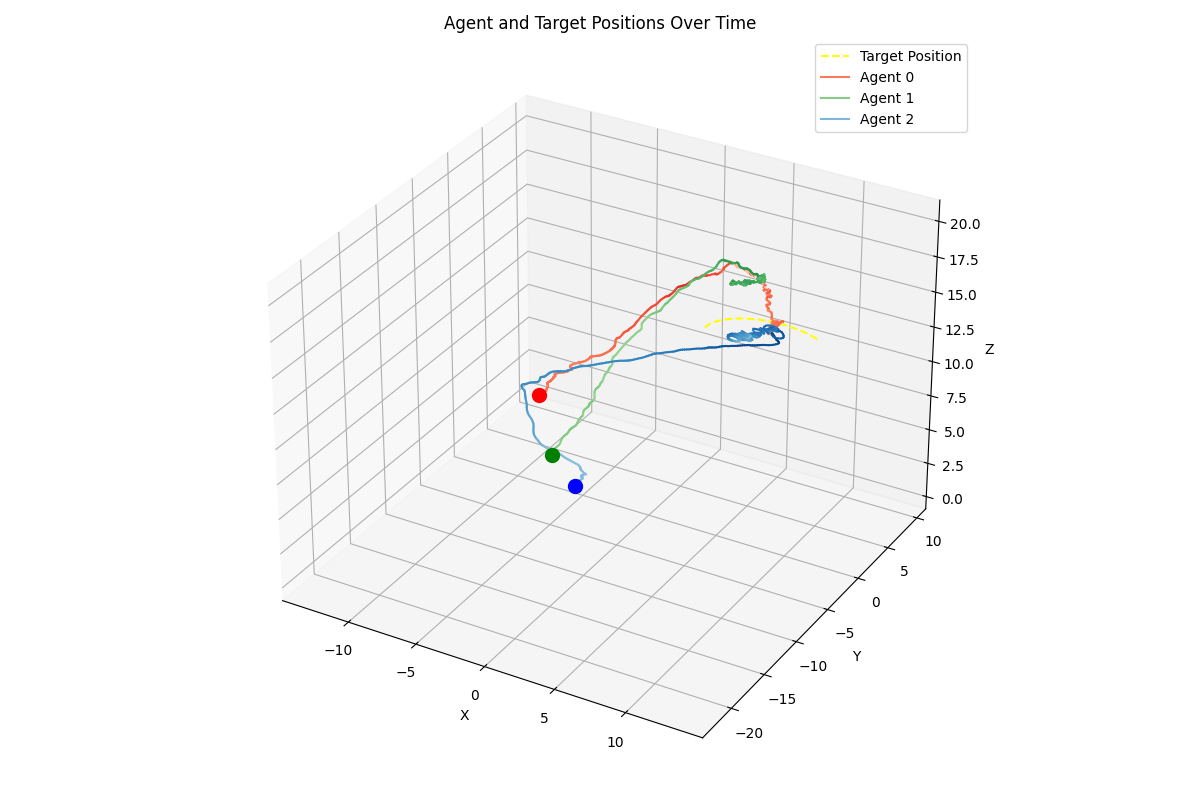 Agent and Target Positions Over Time
Target Position
Agent 0
Agent 1
Agent 2
20.0
17.5
15.0
12.5
10.0
7.5
5.0
2.5
0.0
Z
10
5
0
−5
−10
−15
−20
Y
−10
−5
0
5
10
X